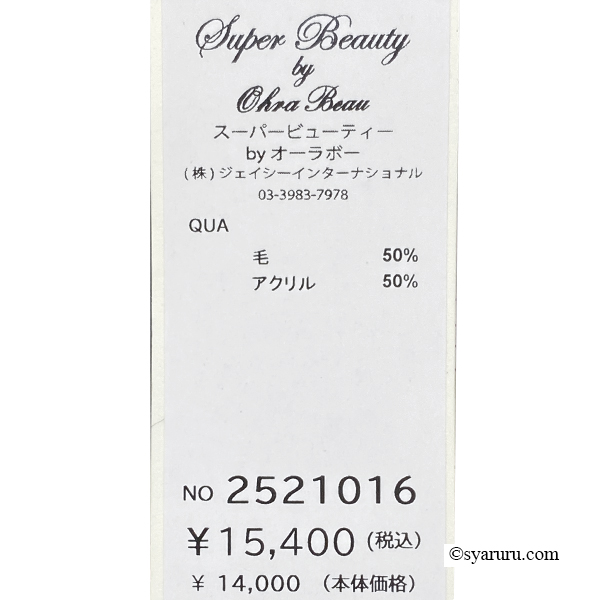 Super Beauty
by
Ohra Beau
スーパービューティー
by オーラボー
(株)ジェイシーインターナショナル
03-3983-7978
QUA
毛 50%
アクリル 50%
NO 2521016
¥15,400 (税込)
¥ 14,000 (本体価格)
©syaruru.com